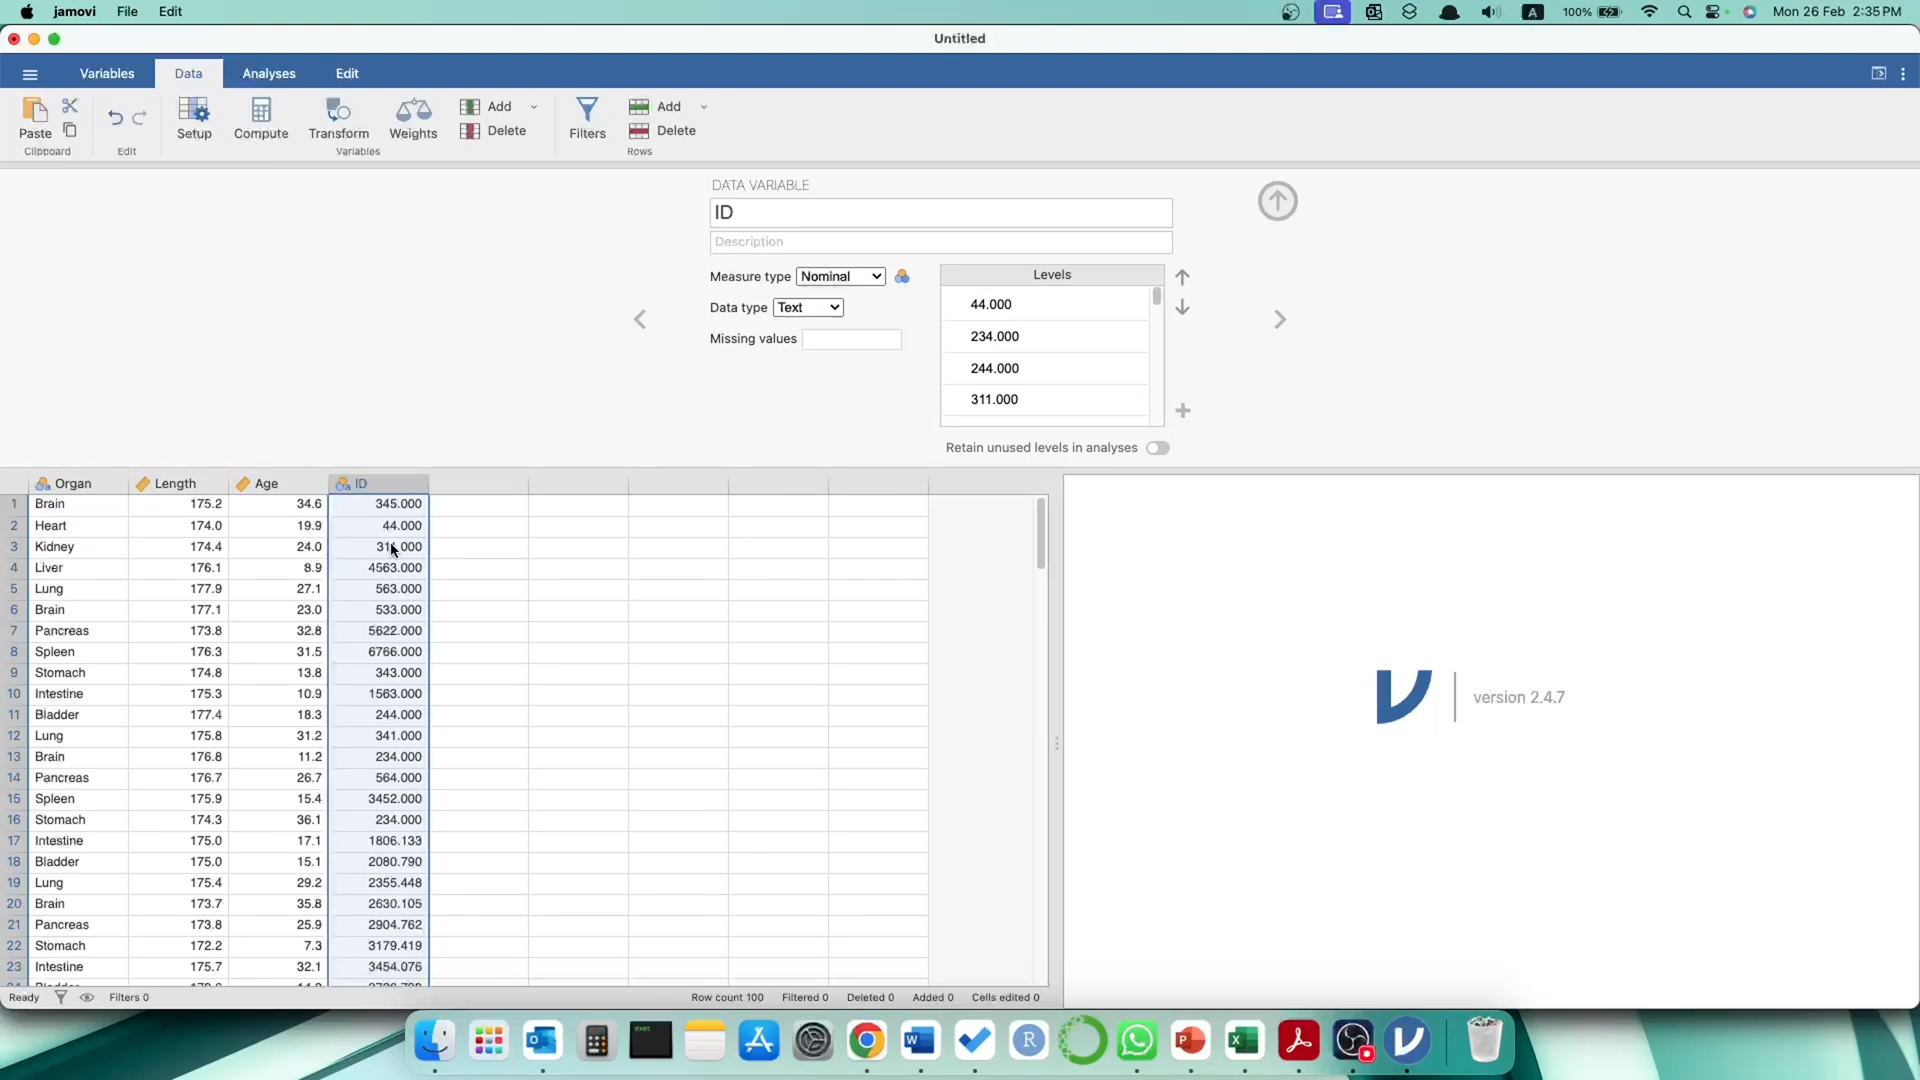 jamovi File Edit A 100% Mon 26 Feb 2:35 PM
Untitled
Variables Data Analyses Edit
Paste Setup Compute Transform Weights Add Delete Filters Add Delete
Clipboard Edit Variables Rows
DATA VARIABLE
ID
Description
Measure type Nominal
Data type Text
Missing values
Levels
44.000
234.000
244.000
311.000
Retain unused levels in analyses
Organ Length Age ID
1 Brain 175.2 34.6 345.000
2 Heart 174.0 19.9 44.000
3 Kidney 174.4 24.0
4 Liver 176.1 8.9 4563.000
5 Lung 177.9 27.1 563.000
6 Brain 177.1 23.0 533.000
7 Pancreas 173.8 32.8 5622.000
8 Spleen 176.3 31.5 6766.000
9 Stomach 174.8 13.8 343.000
10 Intestine 175.3 10.9 1563.000
11 Bladder 177.4 18.3 244.000
12 Lung 175.8 31.2 341.000
13 Brain 176.8 11.2 234.000
14 Pancreas 176.7 26.7 564.000
15 Spleen 175.9 15.4 3452.000
16 Stomach 174.3 36.1 234.000
17 Intestine 175.0 17.1 1806.133
18 Bladder 175.0 15.1 2080.790
19 Lung 175.4 29.2 2355.448
20 Brain 173.7 35.8 2630.105
21 Pancreas 173.8 25.9 2904.762
22 Stomach 172.2 7.3 3179.419
23 Intestine 175.7 32.1 3454.076
version 2.4.7
Ready Filters 0 Row count 100 Filtered 0 Deleted 0 Added 0 Cells edited 0
exec